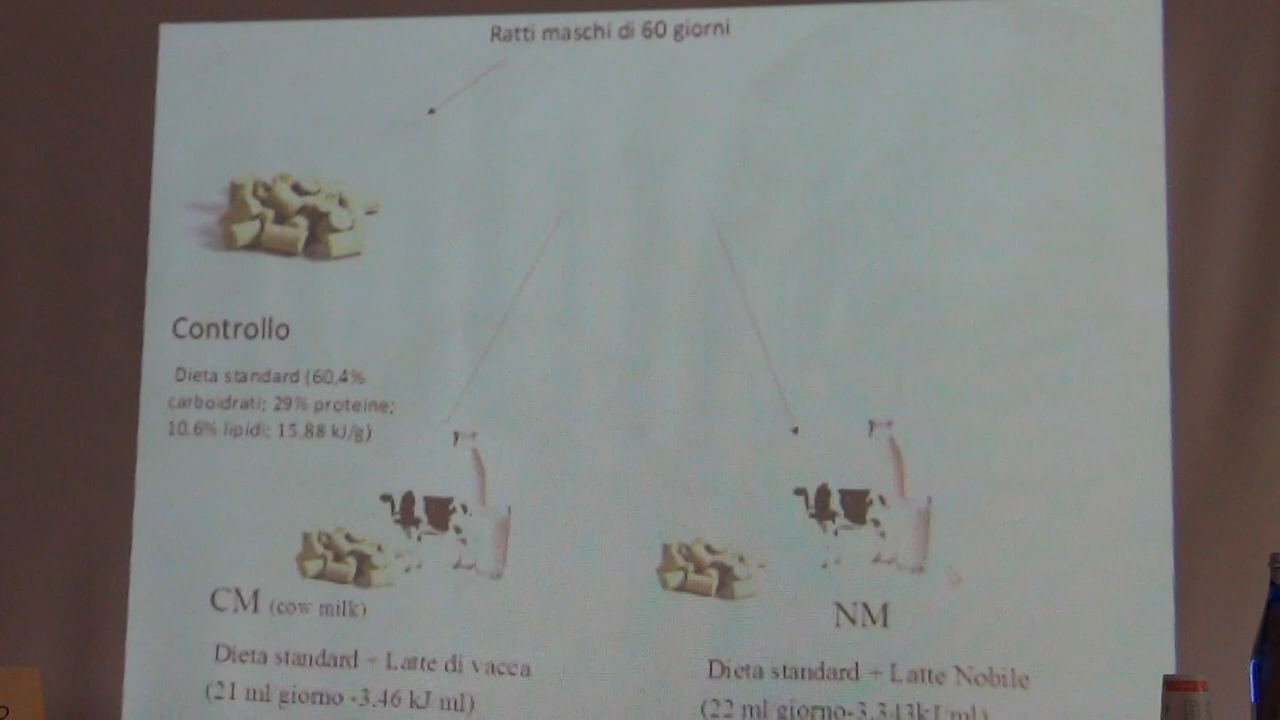 Ratti maschi di 60 giorni
Controllo
Dieta standard (60,4%
carboidrati; 29% proteine;
10.6% lipidi; 15.88 kJ/g)
CM (cow milk)
Dieta standard + Latte di vacca
(21 ml giorno -3.46 kJ ml)
NM
Dieta standard + Latte Nobile
(22 ml giorno-3.343kJ ml)